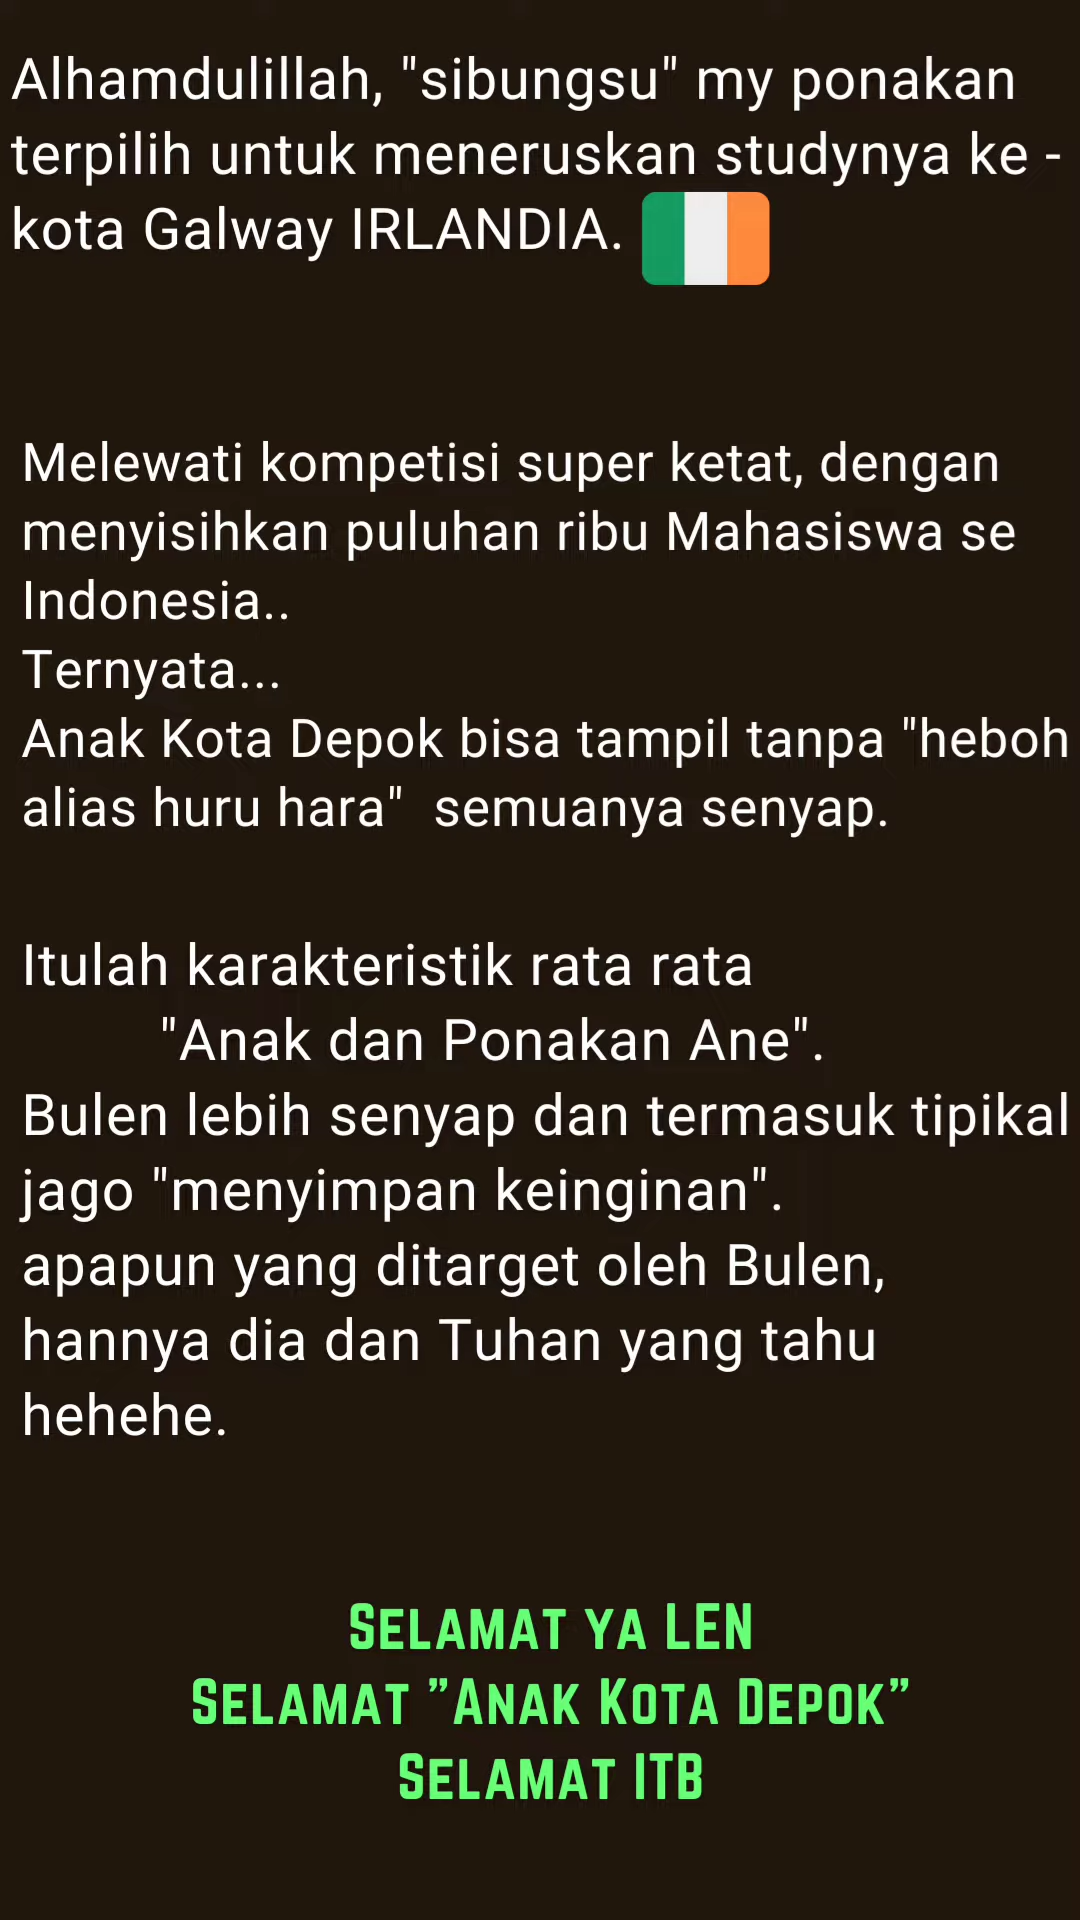 Alhamdulillah, "sibungsu" my ponakan
terpilih untuk meneruskan studynya ke -
kota Galway IRLANDIA.
Melewati kompetisi super ketat, dengan
menyisihkan puluhan ribu Mahasiswa se
Indonesia..
Ternyata...
Anak Kota Depok bisa tampil tanpa "heboh
alias huru hara"  semuanya senyap.
Itulah karakteristik rata rata
"Anak dan Ponakan Ane".
Bulen lebih senyap dan termasuk tipikal
jago "menyimpan keinginan".
apapun yang ditarget oleh Bulen,
hannya dia dan Tuhan yang tahu
hehehe.
Selamat ya LEN
Selamat "Anak Kota Depok"
Selamat ITB